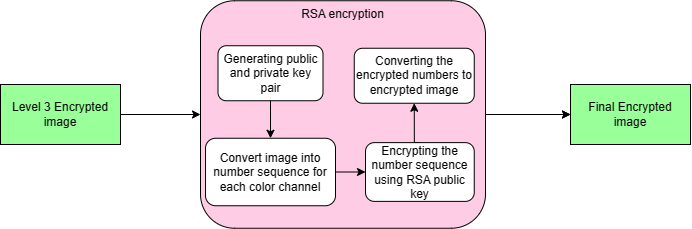 RSA encryption
Level 3 Encrypted
image
Generating public
and private key
pair
Convert image into
number sequence for
each color channel
Encrypting the
number sequence
using RSA public
key
Converting the
encrypted numbers to
encrypted image
Final Encrypted
image